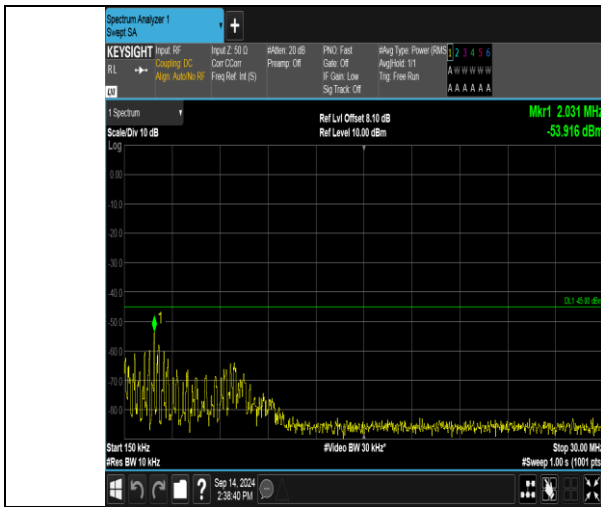 Spectrum Analyzer 1
Swept SA
+
KEYSIGHT Input: RF Input Z: 50 Ω #Atten: 20 dB PNO: Fast #Avg Type: Power (RMS 1 2 3 4 5 6
RL Coupling: DC Corr CCorr Preamp: Off Gate: Off Avg|Hold: 1/1 A W W W W W
Align: Auto/No RF Freq Ref: Int (S) IF Gain: Low Trig: Free Run
Sig Track: Off A A A A A A
LXI
1 Spectrum Ref Lvl Offset 8.10 dB Mkr1 2.031 MHz
Scale/Div 10 dB Ref Level 10.00 dBm -53.916 dBm
Log
0.00
-10.0
-20.0
-30.0
-40.0
DL1 -45.00 dBm
-50.0
1
-60.0
-70.0
-80.0
Start 150 kHz #Video BW 30 kHz* Stop 30.00 MHz
#Res BW 10 kHz #Sweep 1.00 s (1001 pts
? Sep 14, 2024
2:38:40 PM